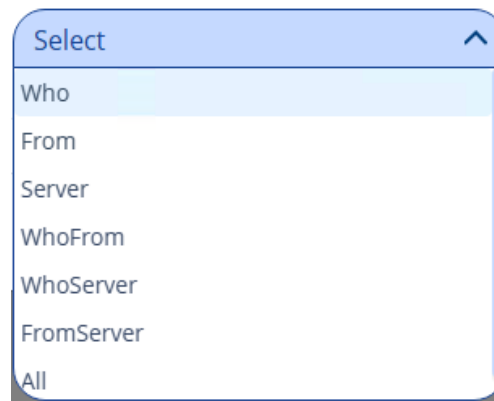 Select
Who
From
Server
WhoFrom
WhoServer
FromServer
All